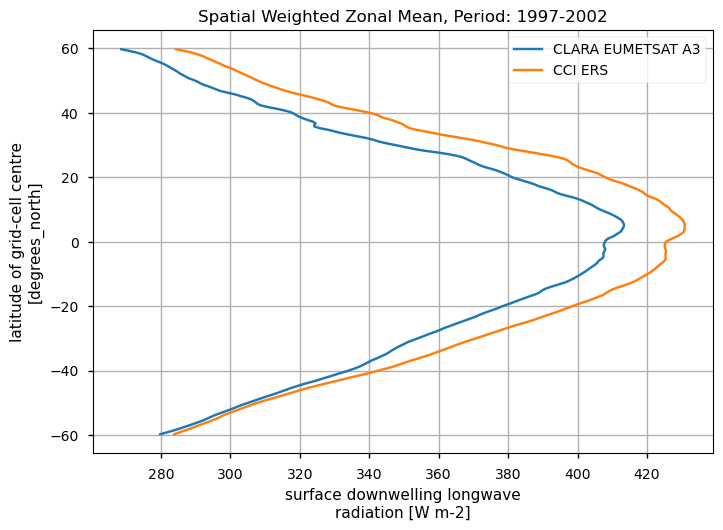 Spatial Weighted Zonal Mean, Period: 1997-2002
CLARA EUMETSAT A3
CCI ERS
latitude of grid-cell centre
[degrees_north]
60
40
20
0
−20
−40
−60
280 300 320 340 360 380 400 420
surface downwelling longwave
radiation [W m-2]